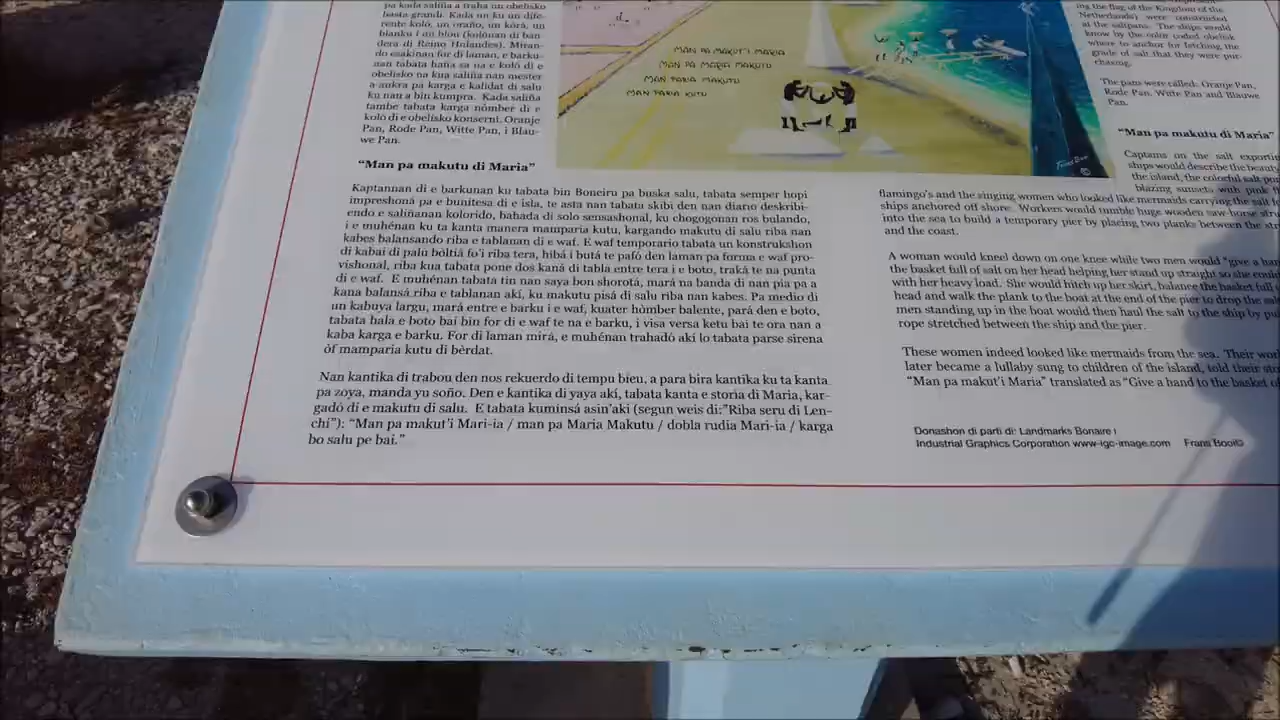 pa kada saliña a traha un obelisko
basta grandi. Kada un ku un dife-
rente koló, un oraño, un kòrá, un
blanku i un blou (kolónan di ban-
dera di Reino Hulandes). Miran-
do esakinan for di laman, e barku-
nan tabata haña sa na e koló di e
obelisko na kua saliña nan mester
a ankra pa karga e kalidat di salu
ku nan a bin kumpra. Kada saliña
tambe tabata karga nòmber di e
koló di e obelisko konserní. Oranje
Pan, Rode Pan, Witte Pan, i Blau-
we Pan.
"Man pa makutu di Maria"
Kaptannan di e barkunan ku tabata bin Boneiru pa buska salu, tabata semper hopi
impreshoná pa e bunitesa di e isla, te asta nan tabata skibi den nan diario deskribi-
endo e saliñanan kolorido, bahada di solo sensashonal, ku chogogonan ros bulando,
i e muhénan ku ta kanta manera mamparia kutu, kargando makutu di salu riba nan
kabes balansando riba e tablanan di e waf. E waf temporario tabata un konstrukshon
di kabai di palu bòltiá fo'i riba tera, hibá i butá te pafó den laman pa forma e waf pro-
vishonal, riba kua tabata pone dos kaná di tabla entre tera i e boto, traká te na punta
di e waf. E muhénan tabata tin nan saya bon shorotá, mará na banda di nan pia pa a
kana balansá riba e tablanan akí, ku makutu pisá di salu riba nan kabes. Pa medio di
un kabuya largu, mará entre e barku i e waf, kuater hòmber balente, pará den e boto,
tabata hala e boto bai bin for di e waf te na e barku, i visa versa ketu bai te ora nan a
kaba karga e barku. For di laman mirá, e muhénan trahadó akí lo tabata parse sirena
òf mamparia kutu di bèrdat.
Nan kantika di trabou den nos rekuerdo di tempu bieu, a para bira kantika ku ta kanta
pa zoya, manda yu soño. Den e kantika di yaya akí, tabata kanta e storia di Maria, kar-
gadó di e makutu di salu. E tabata kuminsá asin'aki (segun weis di:"Riba seru di Len-
chi"): "Man pa makut'i Mari-ia / man pa Maria Makutu / dobla rudia Mari-ia / karga
bo salu pe bai."
MAN PA MAKUT'I MARIA
MAN PA MARIA MAKUTU
MAN PARIA MAKUTU
MAN PARIA KUTU
Frans Booi
©
ing the flag of the Kingdom of the
Netherlands) were constructed
at the saltpans. The ships would
know by the color coded obelisk
where to anchor for fetching the
grade of salt that they were pur-
chasing.
The pans were called: Oranje Pan,
Rode Pan, Witte Pan and Blauwe
Pan.
"Man pa makutu di Maria"
Captains on the salt exportin
ships would describe the beauty
the island, the colorful salt po
blazing sunsets with pink
flamingo's and the singing women who looked like mermaids carrying the salt
ships anchored off shore. Workers would tumble huge wooden saw-horse
into the sea to build a temporary pier by placing two planks between the
and the coast.
A woman would kneel down on one knee while two men would "give a han
the basket full of salt on her head helping her stand up straight so she could
with her heavy load. She would hitch up her skirt, balance the basket full
head and walk the plank to the boat at the end of the pier to drop the sal
men standing up in the boat would then haul the salt to the ship by pul
rope stretched between the ship and the pier.
These women indeed looked like mermaids from the sea. Their wor
later became a lullaby sung to children of the island, told their sto
"Man pa makut'i Maria" translated as "Give a hand to the basket of
Donashon di parti di: Landmarks Bonaire
Industrial Graphics Corporation www-igc-image.com Frans Booi©